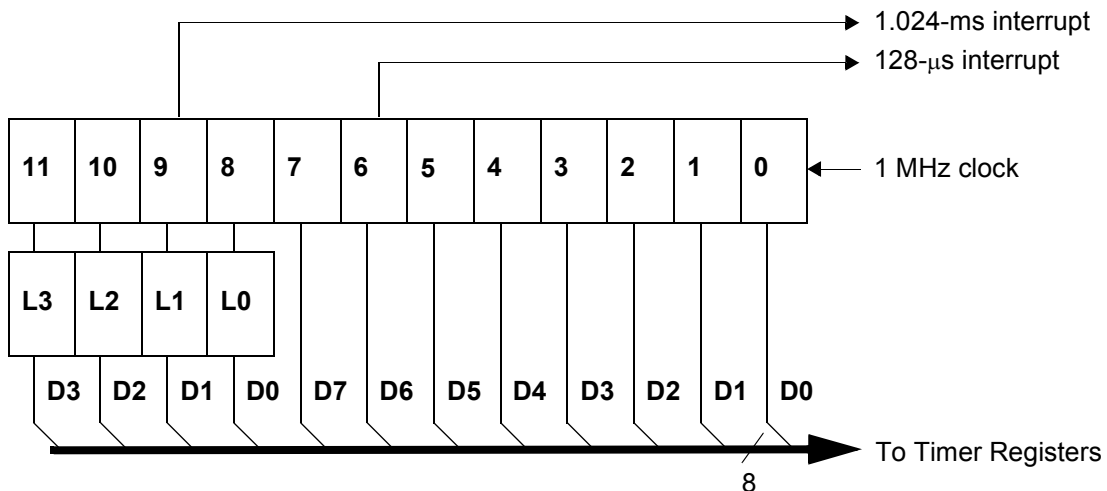 1.024-ms interrupt
128-μs interrupt
11 10 9 8 7 6 5 4 3 2 1 0
1 MHz clock
L3 L2 L1 L0
D3 D2 D1 D0 D7 D6 D5 D4 D3 D2 D1 D0
To Timer Registers
8